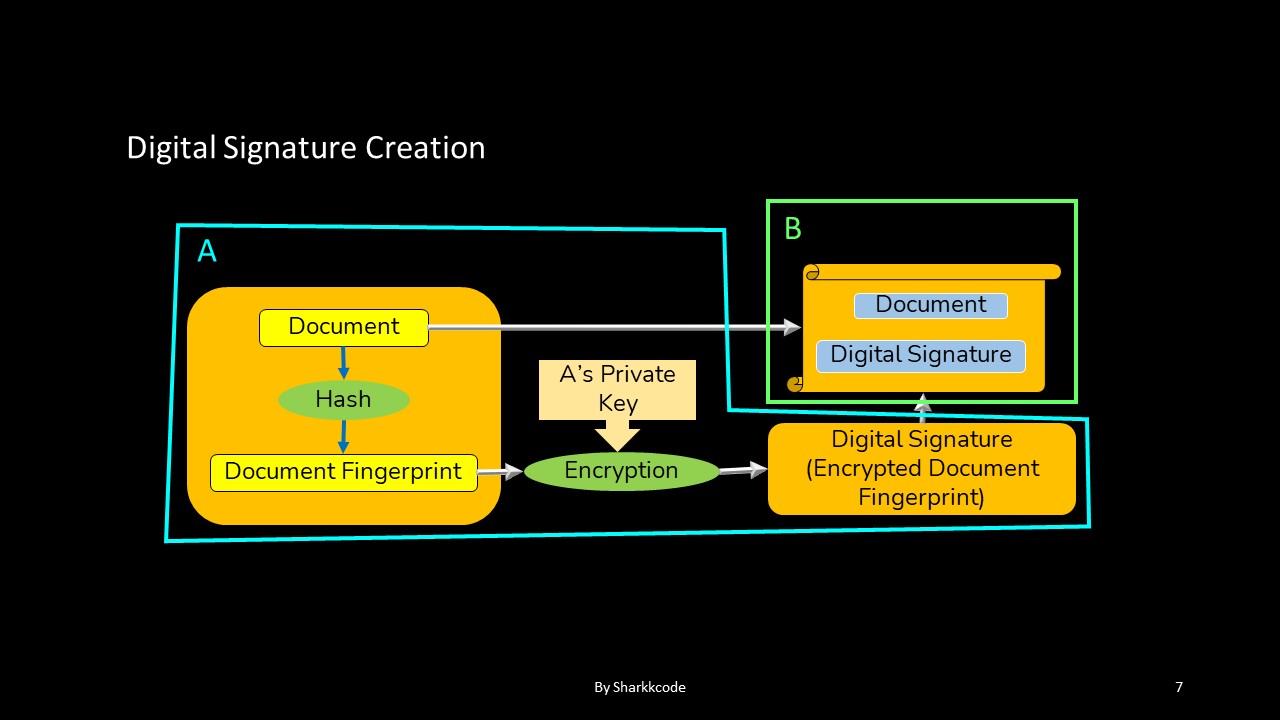 Digital Signature Creation
A
B
Document
Hash
Document Fingerprint
A's Private
Key
Encryption
Document
Digital Signature
Digital Signature
(Encrypted Document
Fingerprint)
By Sharkkcode
7